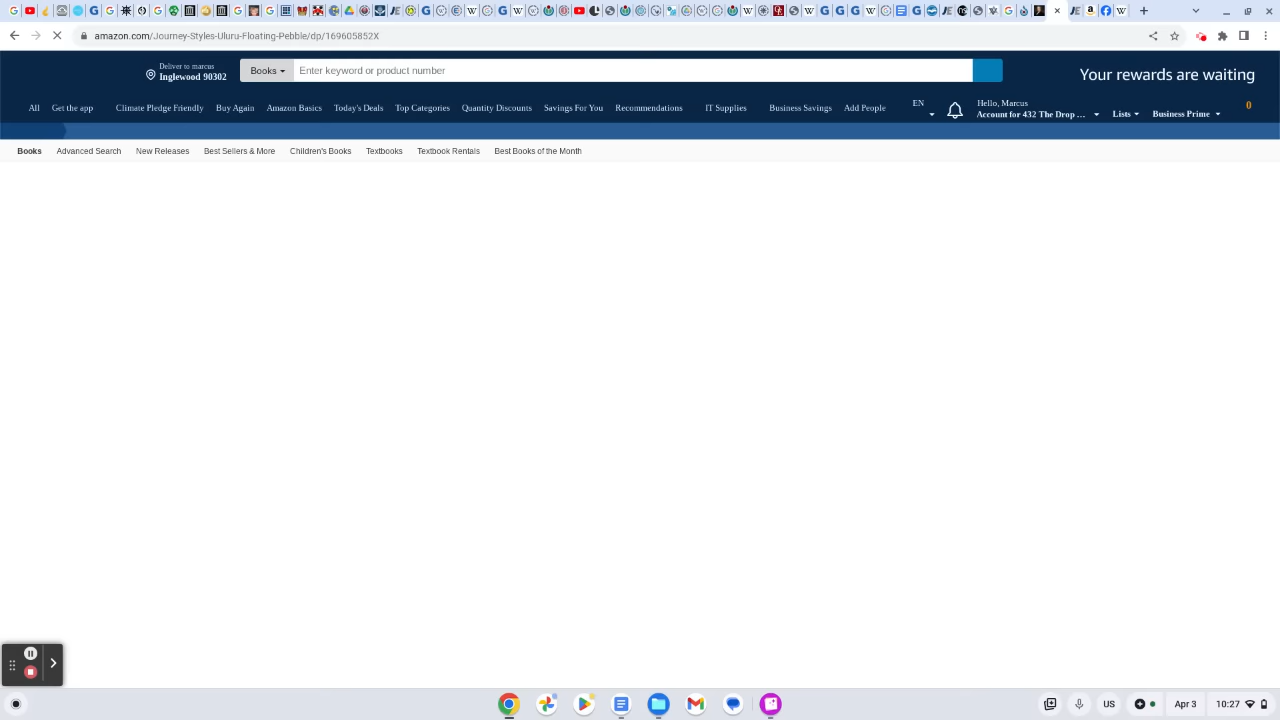 amazon.com/Journey-Styles-Uluru-Floating-Pebble/dp/169605852X
Deliver to marcus
Inglewood 90302
Books
Enter keyword or product number
Your rewards are waiting
All Get the app Climate Pledge Friendly Buy Again Amazon Basics Today's Deals Top Categories Quantity Discounts Savings For You Recommendations IT Supplies Business Savings Add People
EN
Hello, Marcus
Account for 432 The Drop ...
Lists
Business Prime
0
Books Advanced Search New Releases Best Sellers & More Children's Books Textbooks Textbook Rentals Best Books of the Month
US
Apr 3
10:27